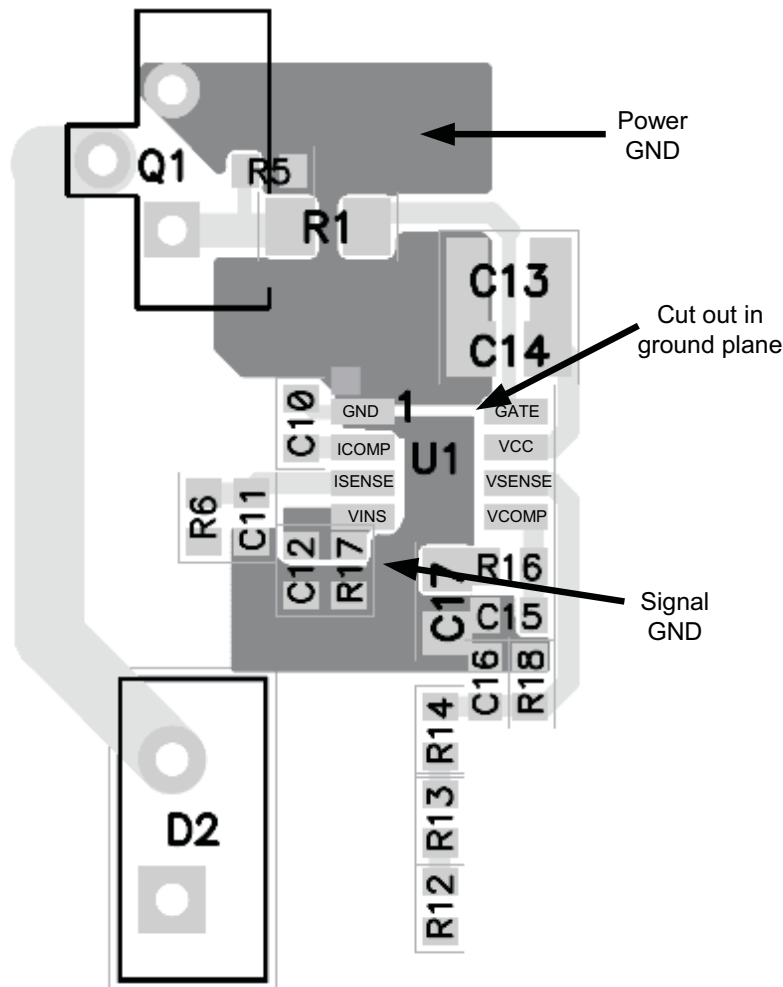 Power
GND
Q1
R5
R1
C13
Cut out in
ground plane
C14
C10
GND
1
GATE
ICOMP
U1
VCC
ISENSE
VSENSE
R6
C11
VINS
VCOMP
C12
R17
C17
R16
Signal
GND
C15
C16
R18
R14
R13
D2
R12